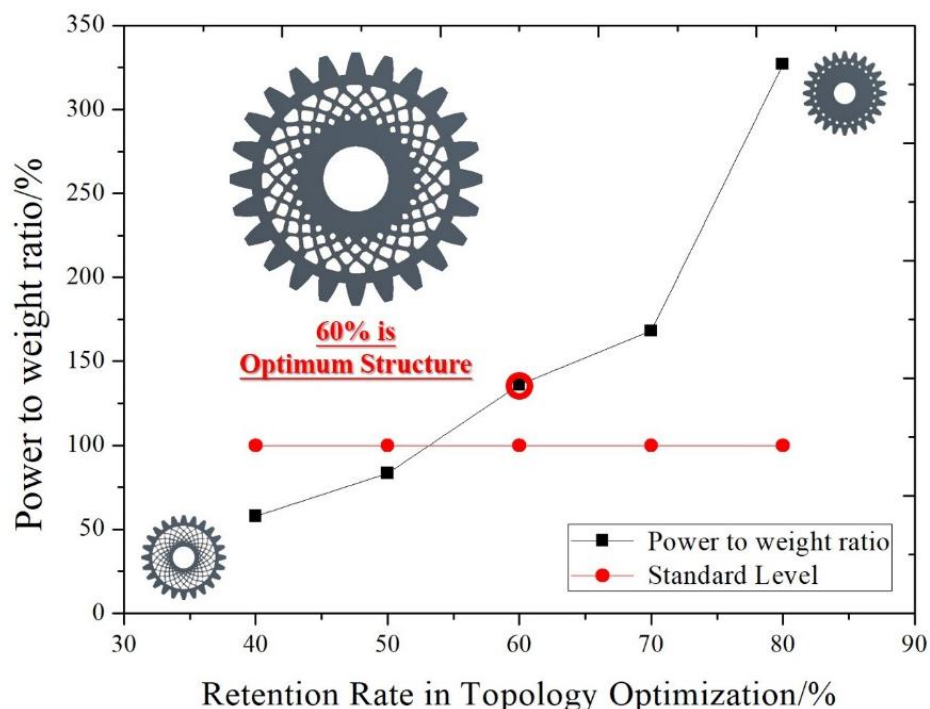 Power to weight ratio/%
350
300
250
200
150
100
50
0
60% is
Optimum Structure
Power to weight ratio
Standard Level
30 40 50 60 70 80 90
Retention Rate in Topology Optimization/%